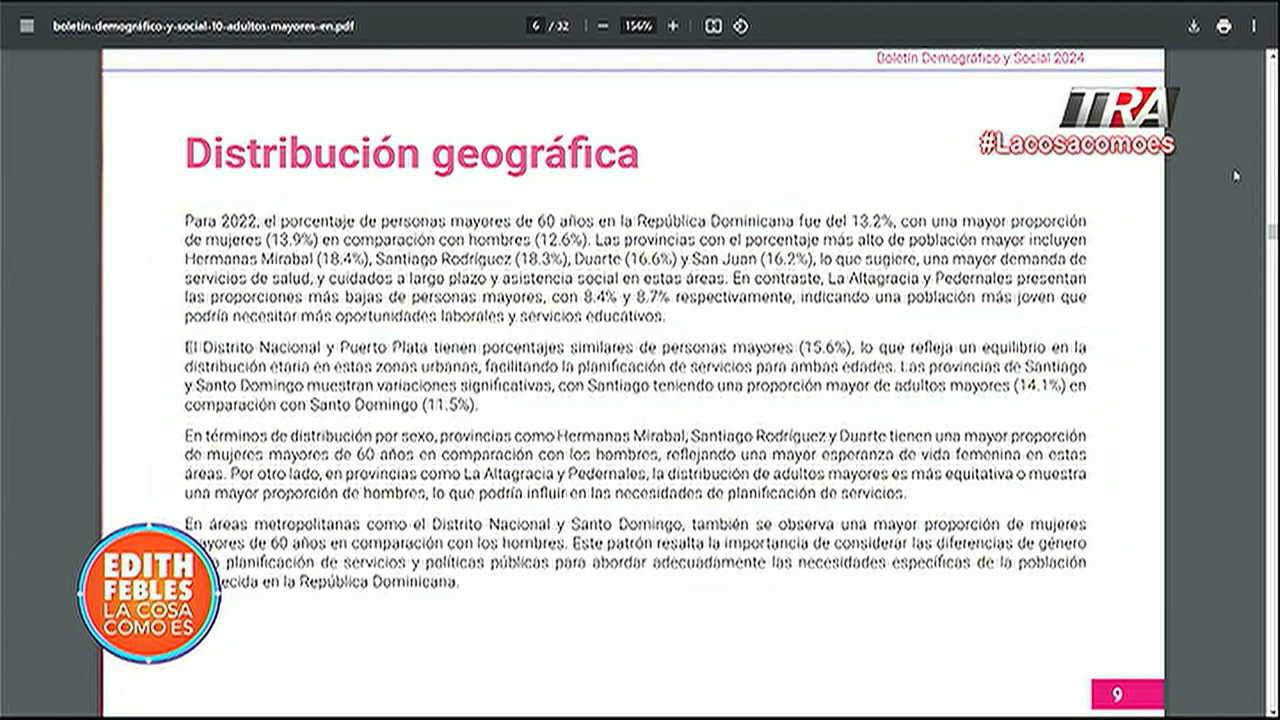 boletín-demográfico-y-social-10-adultos-mayores-en.pdf
6 / 32
156%
Boletín Demográfico y Social 2024
TRA
#Lacosacomoes
Distribución geográfica
Para 2022, el porcentaje de personas mayores de 60 años en la República Dominicana fue del 13.2%, con una mayor proporción
de mujeres (13.9%) en comparación con hombres (12.6%). Las provincias con el porcentaje más alto de población mayor incluyen
Hermanas Mirabal (18.4%), Santiago Rodríguez (18.3%), Duarte (16.6%) y San Juan (16.2%), lo que sugiere, una mayor demanda de
servicios de salud, y cuidados a largo plazo y asistencia social en estas áreas. En contraste, La Altagracia y Pedernales presentan
las proporciones más bajas de personas mayores, con 8.4% y 8.7% respectivamente, indicando una población más joven que
podría necesitar más oportunidades laborales y servicios educativos.
El Distrito Nacional y Puerto Plata tienen porcentajes similares de personas mayores (15.6%), lo que refleja un equilibrio en la
distribución etaria en estas zonas urbanas, facilitando la planificación de servicios para ambas edades. Las provincias de Santiago
y Santo Domingo muestran variaciones significativas, con Santiago teniendo una proporción mayor de adultos mayores (14.1%) en
comparación con Santo Domingo (11.5%).
En términos de distribución por sexo, provincias como Hermanas Mirabal, Santiago Rodríguez y Duarte tienen una mayor proporción
de mujeres mayores de 60 años en comparación con los hombres, reflejando una mayor esperanza de vida femenina en estas
áreas. Por otro lado, en provincias como La Altagracia y Pedernales, la distribución de adultos mayores es más equitativa o muestra
una mayor proporción de hombres, lo que podría influir en las necesidades de planificación de servicios.
En áreas metropolitanas como el Distrito Nacional y Santo Domingo, también se observa una mayor proporción de mujeres
ayores de 60 años en comparación con los hombres. Este patrón resalta la importancia de considerar las diferencias de género
planificación de servicios y políticas públicas para abordar adecuadamente las necesidades específicas de la población
ecida en la República Dominicana.
EDITH
FEBLES
LA COSA
COMO ES
9